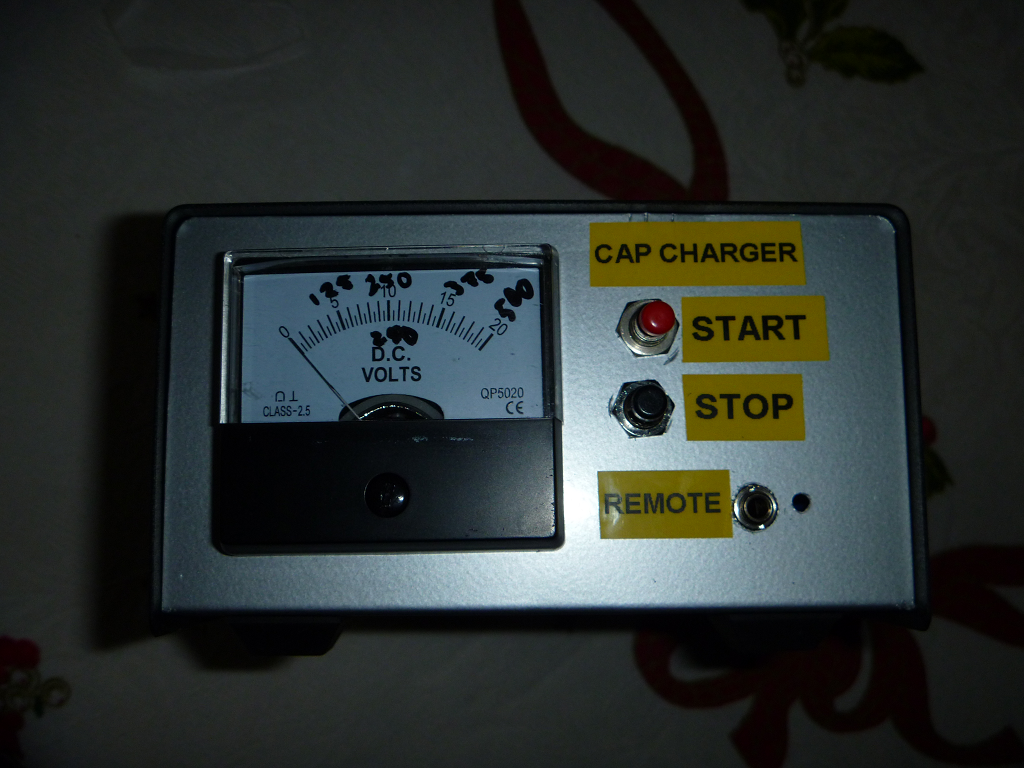 CAP CHARGER
125 250 375 500
0 5 10 15 20
D.C.
VOLTS
CLASS-2.5
QP5020
CE
START
STOP
REMOTE